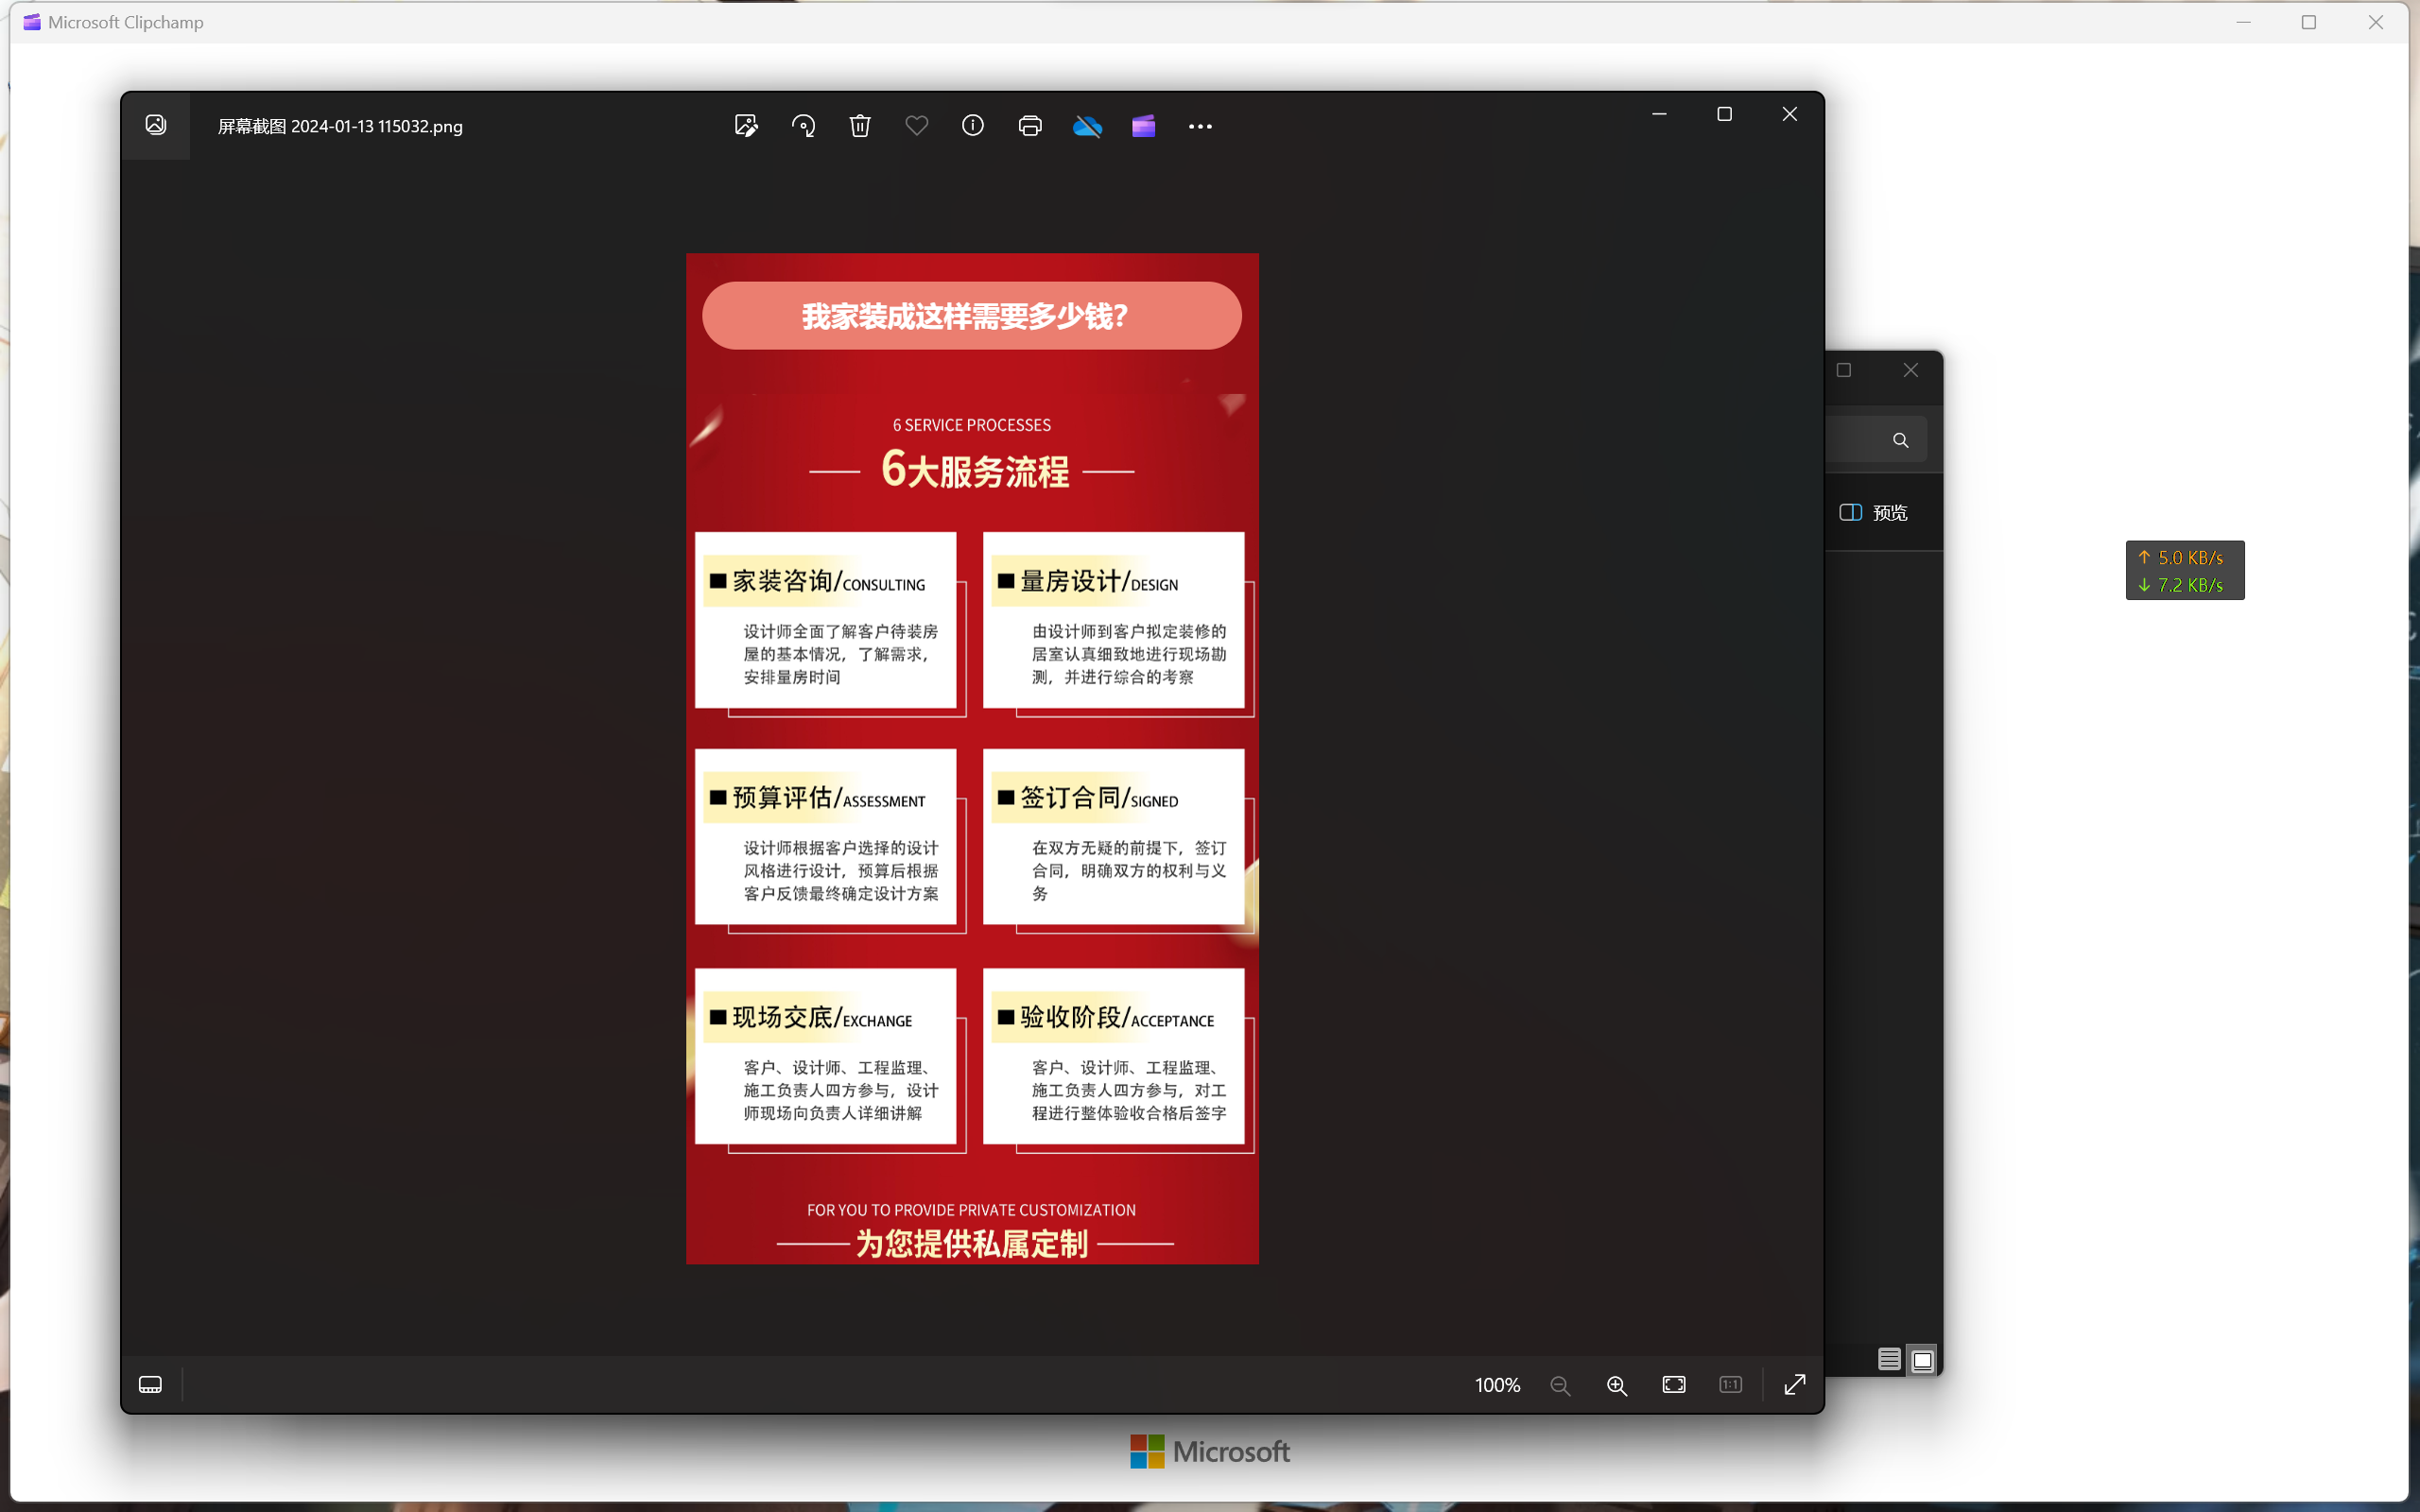 Microsoft Clipchamp
屏幕截图 2024-01-13 115032.png
我家装成这样需要多少钱？
6 SERVICE PROCESSES
6大服务流程
■ 家装咨询/CONSULTING
设计师全面了解客户待装房
屋的基本情况，了解需求，
安排量房时间
■ 量房设计/DESIGN
由设计师到客户拟定装修的
居室认真细致地进行现场勘
测，并进行综合的考察
■ 预算评估/ASSESSMENT
设计师根据客户选择的设计
风格进行设计，预算后根据
客户反馈最终确定设计方案
■ 签订合同/SIGNED
在双方无疑的前提下，签订
合同，明确双方的权利与义
务
■ 现场交底/EXCHANGE
客户、设计师、工程监理、
施工负责人四方参与，设计
师现场向负责人详细讲解
■ 验收阶段/ACCEPTANCE
客户、设计师、工程监理、
施工负责人四方参与，对工
程进行整体验收合格后签字
FOR YOU TO PROVIDE PRIVATE CUSTOMIZATION
为您提供私属定制
预览
↑ 5.0 KB/s
↓ 7.2 KB/s
100%
1:1
Microsoft